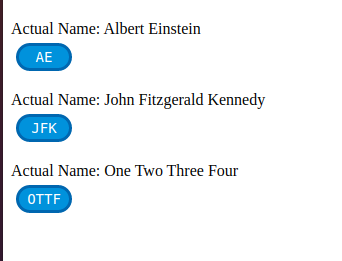 Actual Name: Albert Einstein
AE
Actual Name: John Fitzgerald Kennedy
JFK
Actual Name: One Two Three Four
OTTF